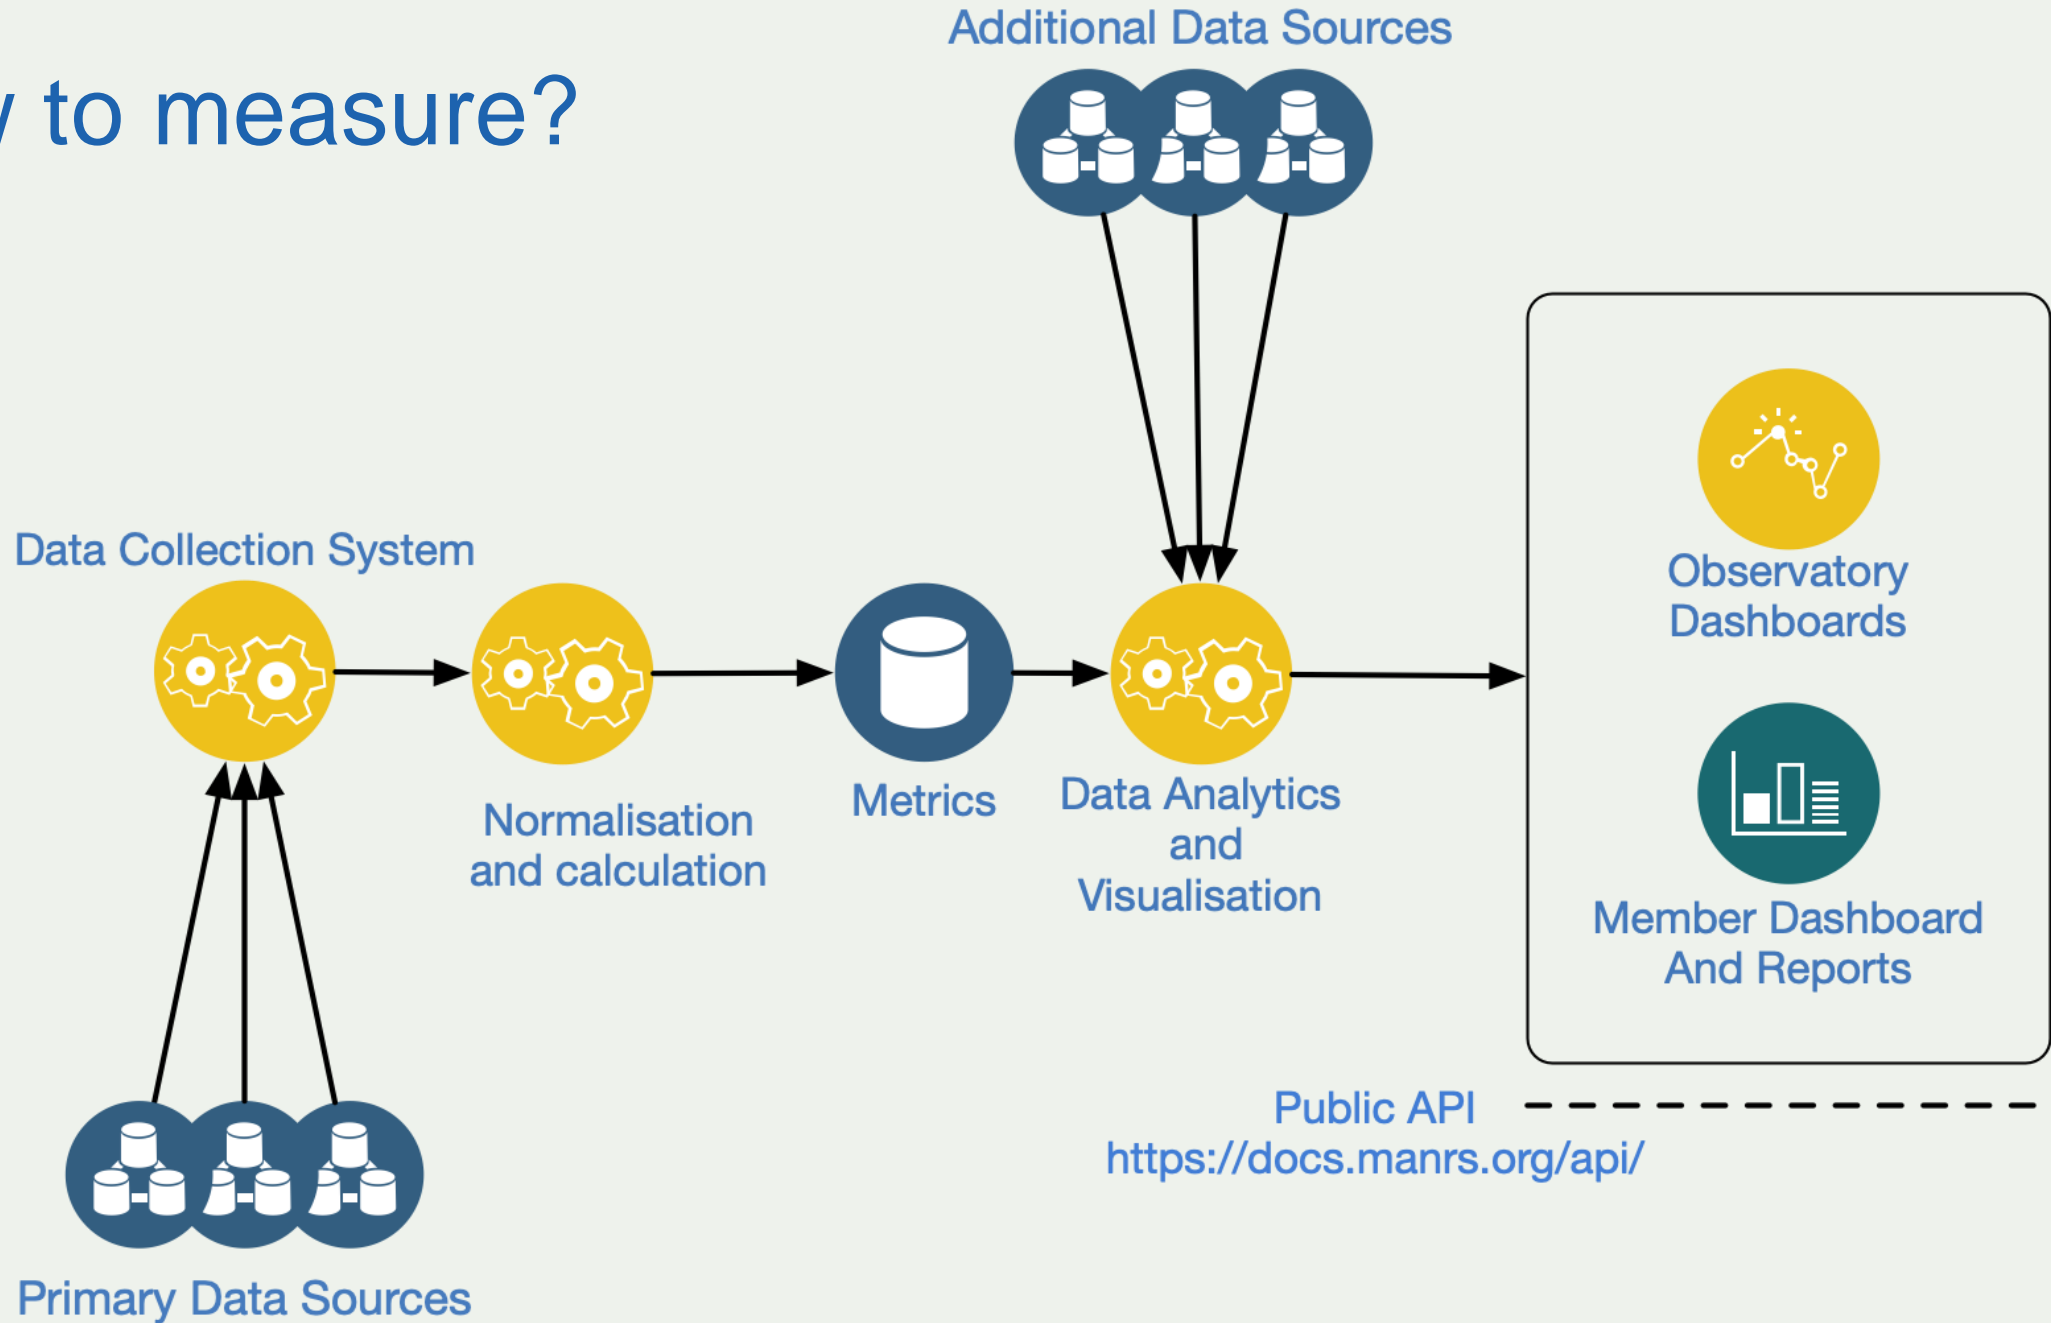 to measure?
Additional Data Sources
Data Collection System
Normalisation
and calculation
Metrics
Data Analytics
and
Visualisation
Observatory
Dashboards
Member Dashboard
And Reports
Public API
https://docs.manrs.org/api/
Primary Data Sources